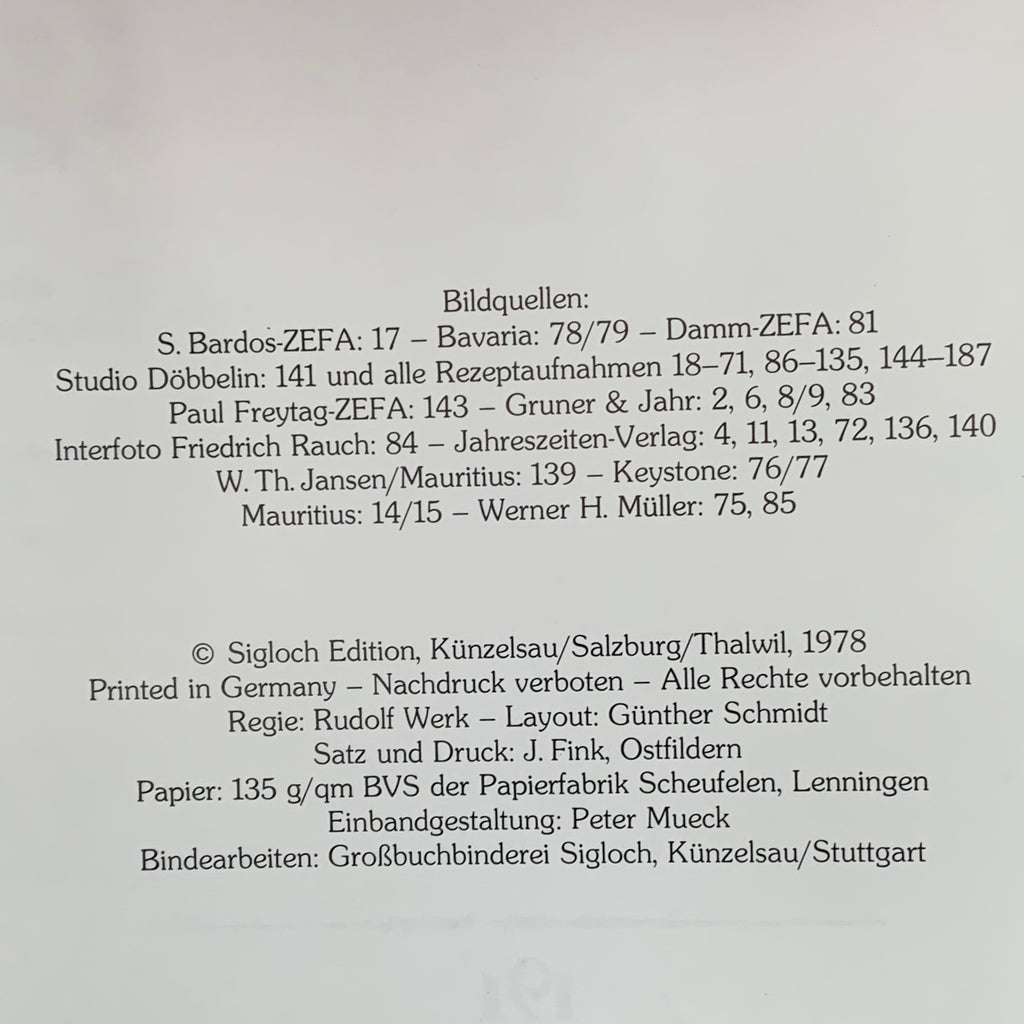 Bildquellen:
S. Bardos-ZEFA: 17 – Bavaria: 78/79 – Damm-ZEFA: 81
Studio Döbbelin: 141 und alle Rezeptaufnahmen 18–71, 86–135, 144–187
Paul Freytag-ZEFA: 143 – Gruner & Jahr: 2, 6, 8/9, 83
Interfoto Friedrich Rauch: 84 – Jahreszeiten-Verlag: 4, 11, 13, 72, 136, 140
W. Th. Jansen/Mauritius: 139 – Keystone: 76/77
Mauritius: 14/15 – Werner H. Müller: 75, 85
© Sigloch Edition, Künzelsau/Salzburg/Thalwil, 1978
Printed in Germany – Nachdruck verboten – Alle Rechte vorbehalten
Regie: Rudolf Werk – Layout: Günther Schmidt
Satz und Druck: J. Fink, Ostfildern
Papier: 135 g/qm BVS der Papierfabrik Scheufelen, Lenningen
Einbandgestaltung: Peter Mueck
Bindearbeiten: Großbuchbinderei Sigloch, Künzelsau/Stuttgart